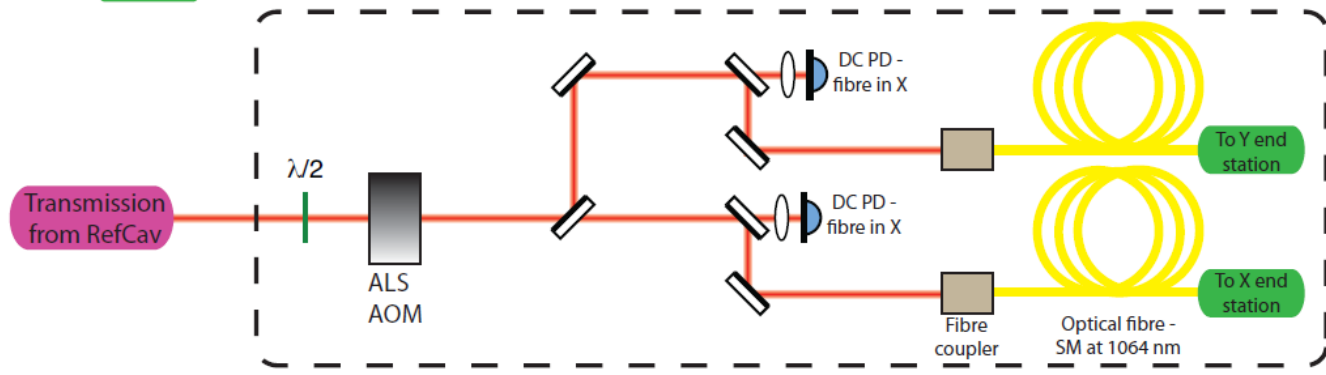 Transmission
from RefCav
λ/2
ALS
AOM
DC PD -
fibre in X
To Y end
station
DC PD -
fibre in X
Fibre
coupler
Optical fibre -
SM at 1064 nm
To X end
station